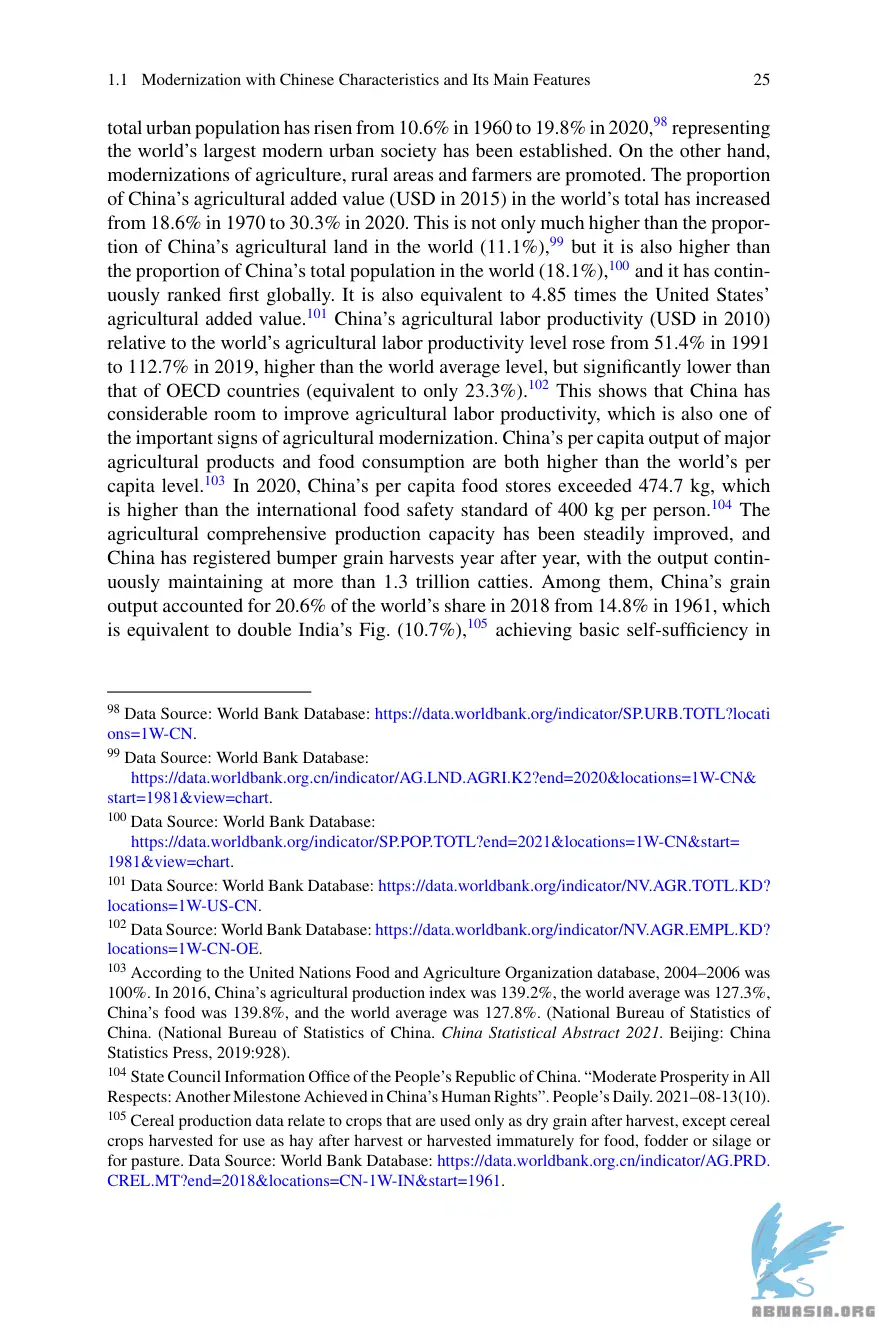 1.1 Modernization with Chinese Characteristics and Its Main Features 25
total urban population has risen from 10.6% in 1960 to 19.8% in 2020,98 representing
the world's largest modern urban society has been established. On the other hand,
modernizations of agriculture, rural areas and farmers are promoted. The proportion
of China's agricultural added value (USD in 2015) in the world's total has increased
from 18.6% in 1970 to 30.3% in 2020. This is not only much higher than the propor-
tion of China's agricultural land in the world (11.1%),99 but it is also higher than
the proportion of China's total population in the world (18.1%),100 and it has contin-
uously ranked first globally. It is also equivalent to 4.85 times the United States'
agricultural added value.101 China's agricultural labor productivity (USD in 2010)
relative to the world's agricultural labor productivity level rose from 51.4% in 1991
to 112.7% in 2019, higher than the world average level, but significantly lower than
that of OECD countries (equivalent to only 23.3%).102 This shows that China has
considerable room to improve agricultural labor productivity, which is also one of
the important signs of agricultural modernization. China's per capita output of major
agricultural products and food consumption are both higher than the world's per
capita level.103 In 2020, China's per capita food stores exceeded 474.7 kg, which
is higher than the international food safety standard of 400 kg per person.104 The
agricultural comprehensive production capacity has been steadily improved, and
China has registered bumper grain harvests year after year, with the output contin-
uously maintaining at more than 1.3 trillion catties. Among them, China's grain
output accounted for 20.6% of the world's share in 2018 from 14.8% in 1961, which
is equivalent to double India's Fig. (10.7%),105 achieving basic self-sufficiency in
98 Data Source: World Bank Database: https://data.worldbank.org/indicator/SP.URB.TOTL?locati
ons=1W-CN.
99 Data Source: World Bank Database:
https://data.worldbank.org.cn/indicator/AG.LND.AGRI.K2?end=2020&locations=1W-CN&
start=1981&view=chart.
100 Data Source: World Bank Database:
https://data.worldbank.org/indicator/SP.POP.TOTL?end=2021&locations=1W-CN&start=
1981&view=chart.
101 Data Source: World Bank Database: https://data.worldbank.org/indicator/NV.AGR.TOTL.KD?
locations=1W-US-CN.
102 Data Source: World Bank Database: https://data.worldbank.org/indicator/NV.AGR.EMPL.KD?
locations=1W-CN-OE.
103 According to the United Nations Food and Agriculture Organization database, 2004–2006 was
100%. In 2016, China's agricultural production index was 139.2%, the world average was 127.3%,
China's food was 139.8%, and the world average was 127.8%. (National Bureau of Statistics of
China. (National Bureau of Statistics of China. China Statistical Abstract 2021. Beijing: China
Statistics Press, 2019:928).
104 State Council Information Office of the People's Republic of China. “Moderate Prosperity in All
Respects: Another Milestone Achieved in China's Human Rights”. People's Daily. 2021–08-13(10).
105 Cereal production data relate to crops that are used only as dry grain after harvest, except cereal
crops harvested for use as hay after harvest or harvested immaturely for food, fodder or silage or
for pasture. Data Source: World Bank Database: https://data.worldbank.org.cn/indicator/AG.PRD.
CREL.MT?end=2018&locations=CN-1W-IN&start=1961.
ABNASIA.ORG